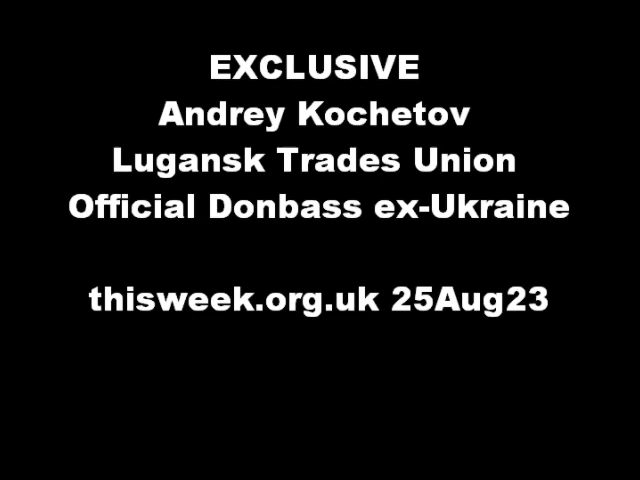 EXCLUSIVE
Andrey Kochetov
Lugansk Trades Union
Official Donbass ex-Ukraine
thisweek.org.uk 25Aug23